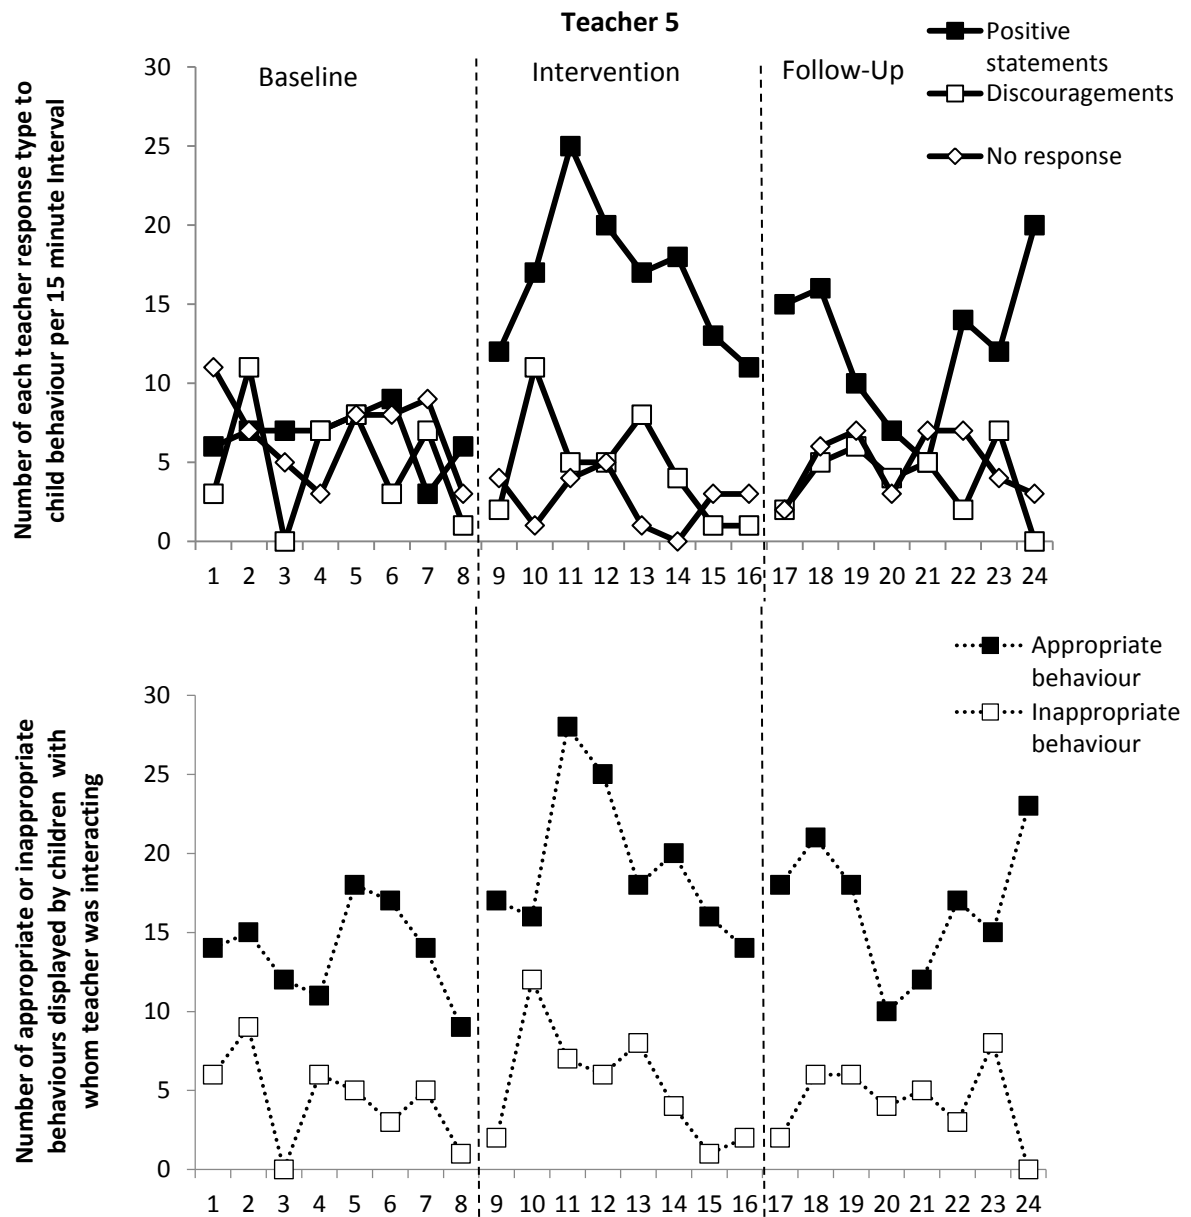 Teacher 5
Positive
statements
Discouragements
No response
Baseline
Intervention
Follow-Up
Number of each teacher response type to
child behaviour per 15 minute Interval
30
25
20
15
10
5
0
1 2 3 4 5 6 7 8 9 10 11 12 13 14 15 16 17 18 19 20 21 22 23 24
Appropriate
behaviour
Inappropriate
behaviour
Number of appropriate or inappropriate
behaviours displayed by children with
whom teacher was interacting
30
25
20
15
10
5
0
1 2 3 4 5 6 7 8 9 10 11 12 13 14 15 16 17 18 19 20 21 22 23 24